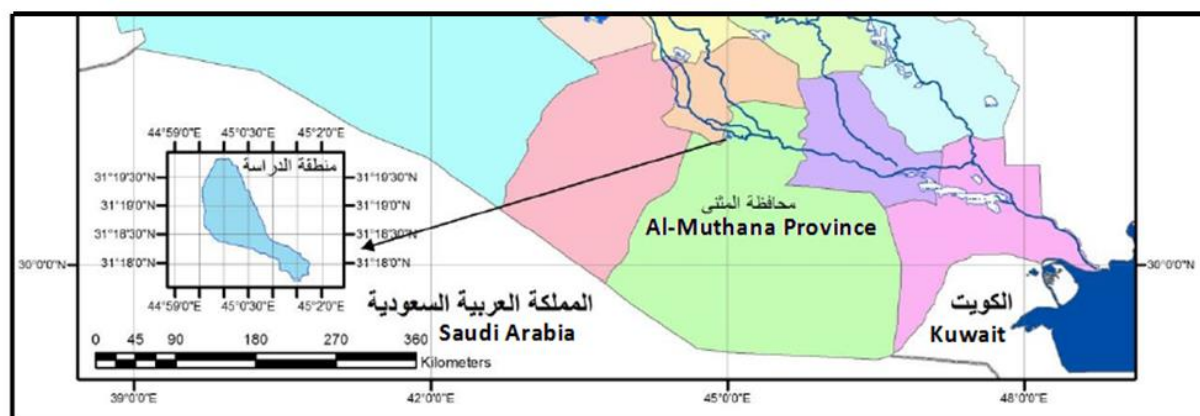 44°59'0"E 45°0'30"E 45°2'0"E
منطقة الدراسة
31°19'30"N 31°19'30"N
31°19'0"N 31°19'0"N
31°18'30"N 31°18'30"N
31°18'0"N 31°18'0"N
44°59'0"E 45°0'30"E 45°2'0"E
محافظة المثنى
Al-Muthana Province
30°0'0"N 30°0'0"N
المملكة العربية السعودية
Saudi Arabia
الكويت
Kuwait
0 45 90 180 270 360
Kilometers
39°0'0"E 42°0'0"E 45°0'0"E 48°0'0"E